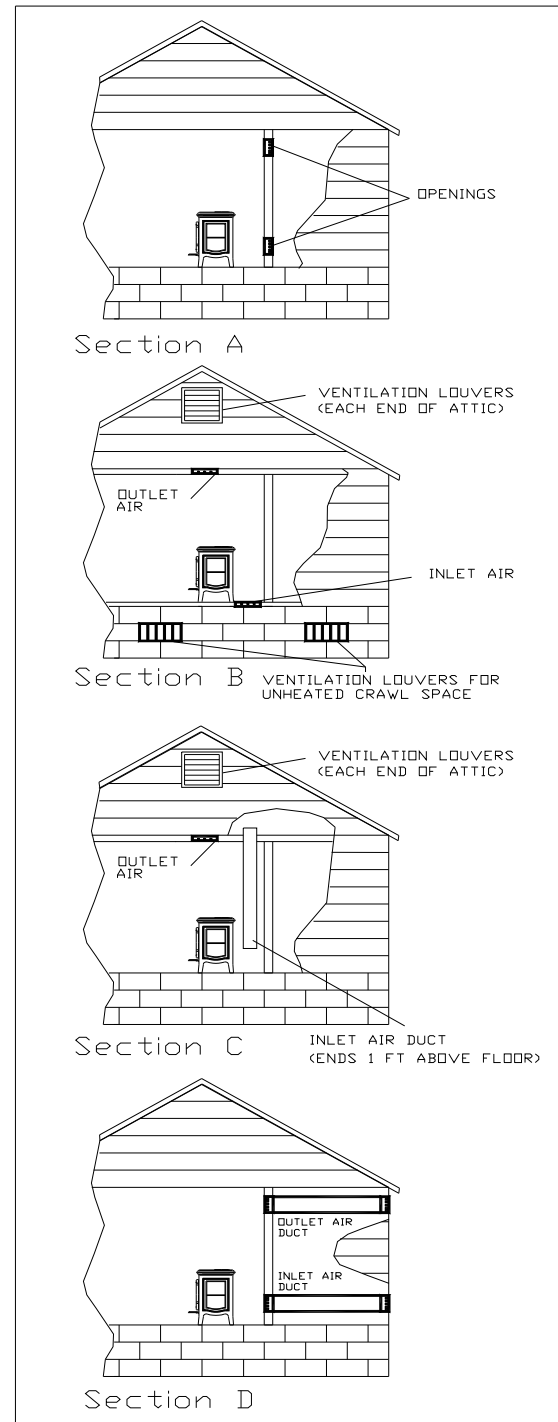 OPENINGS
Section A
VENTILATION LOUVERS
(EACH END OF ATTIC)
OUTLET
AIR
INLET AIR
Section B
VENTILATION LOUVERS FOR
UNHEATED CRAWL SPACE
VENTILATION LOUVERS
(EACH END OF ATTIC)
OUTLET
AIR
Section C
INLET AIR DUCT
(ENDS 1 FT ABOVE FLOOR)
OUTLET AIR
DUCT
INLET AIR
DUCT
Section D